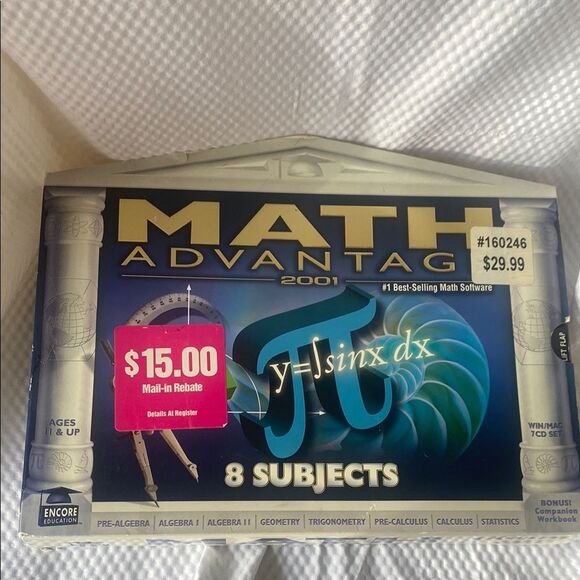 MATH
ADVANTAG
2001
#1 Best-Selling Math Software
#160246
$29.99
$15.00
Mail-in Rebate
Details At Register
y=∫sinx dx
π
LIFT FLAP
AGES
11 & UP
WIN/MAC
7CD SET
8 SUBJECTS
ENCORE
EDUCATION
PRE-ALGEBRA | ALGEBRA I | ALGEBRA II | GEOMETRY | TRIGONOMETRY | PRE-CALCULUS | CALCULUS | STATISTICS
BONUS!
Companion
Workbook